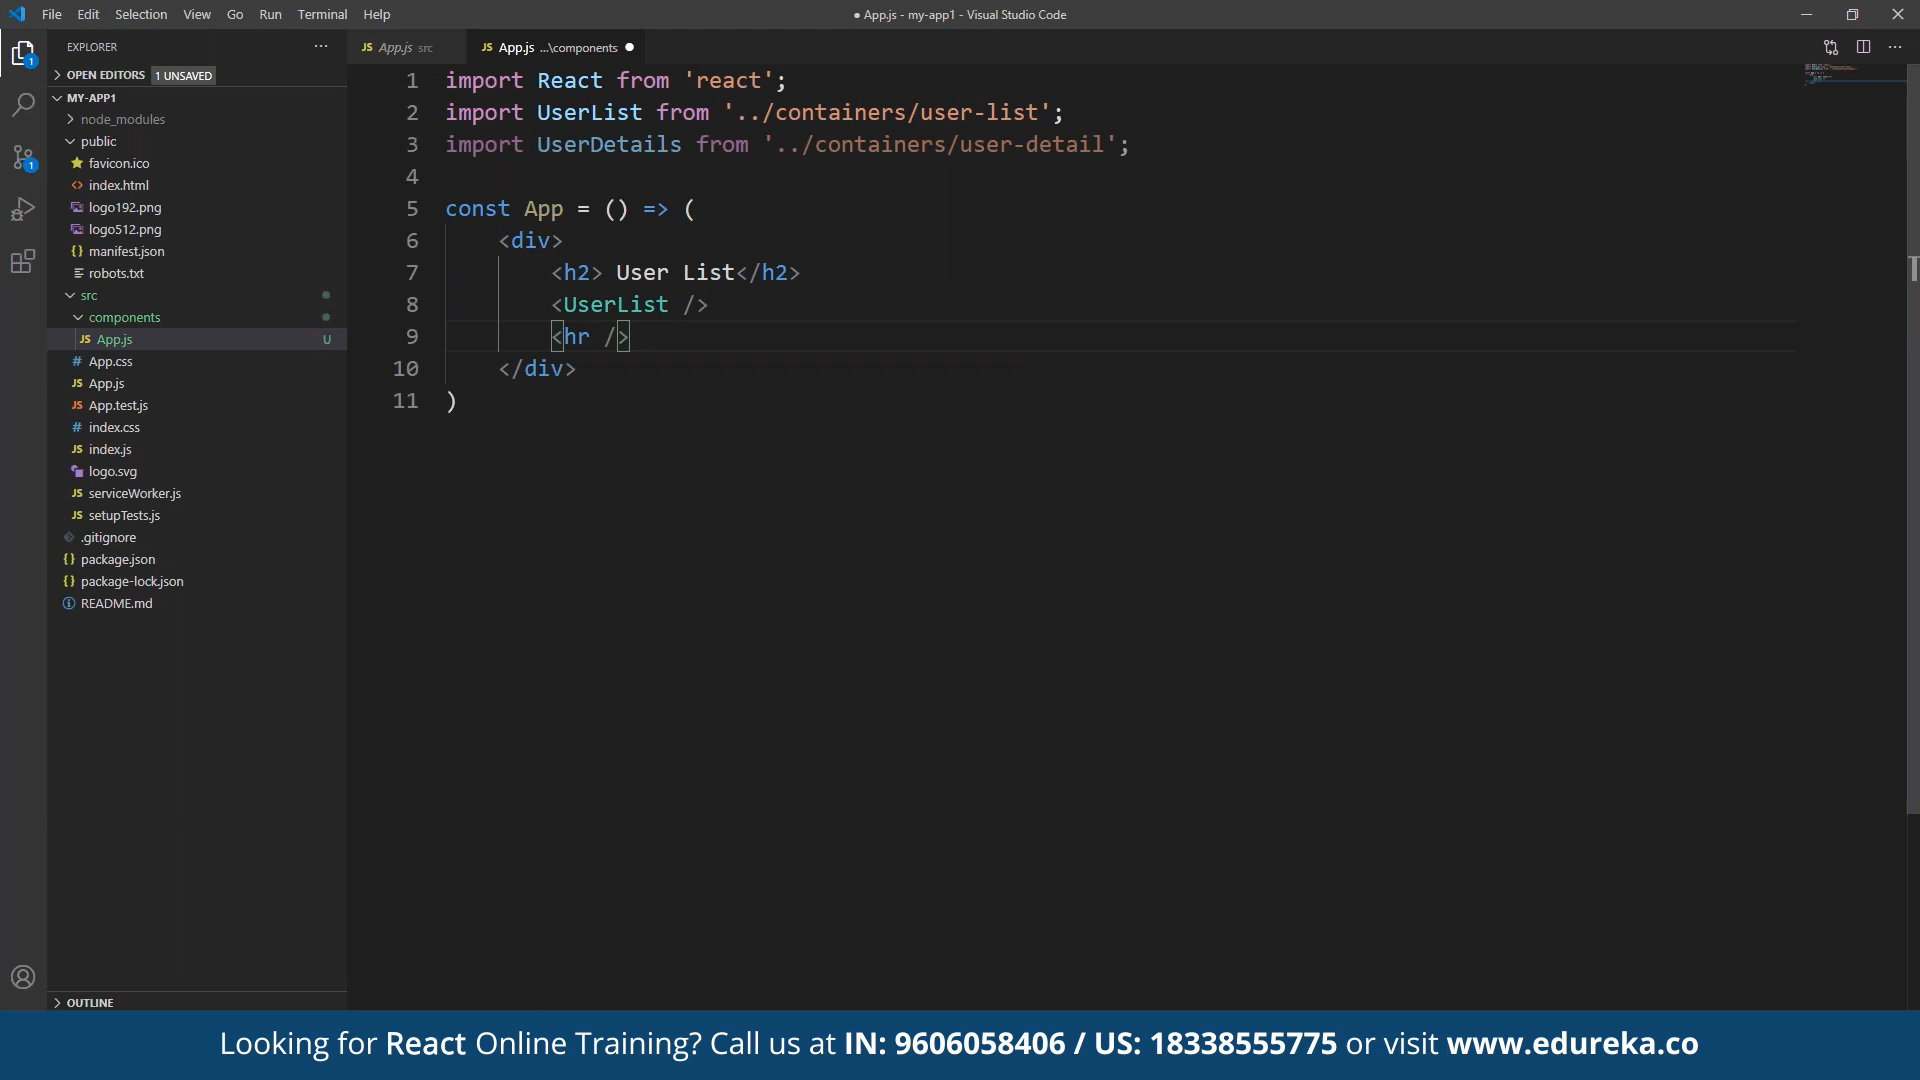 File Edit Selection View Go Run Terminal Help
● App.js - my-app1 - Visual Studio Code
EXPLORER
OPEN EDITORS 1 UNSAVED
MY-APP1
node_modules
public
favicon.ico
index.html
logo192.png
logo512.png
manifest.json
robots.txt
src
components
JS App.js U
# App.css
JS App.js
JS App.test.js
# index.css
JS index.js
logo.svg
JS serviceWorker.js
JS setupTests.js
.gitignore
{} package.json
{} package-lock.json
README.md
OUTLINE
1
1
JS App.js src
JS App.js ...\components ●
1 import React from 'react';
2 import UserList from '../containers/user-list';
3 import UserDetails from '../containers/user-detail';
4
5 const App = () => (
6 <div>
7 <h2> User List</h2>
8 <UserList />
9 <hr />
10 </div>
11 )
Looking for React Online Training? Call us at IN: 9606058406 / US: 18338555775 or visit www.edureka.co